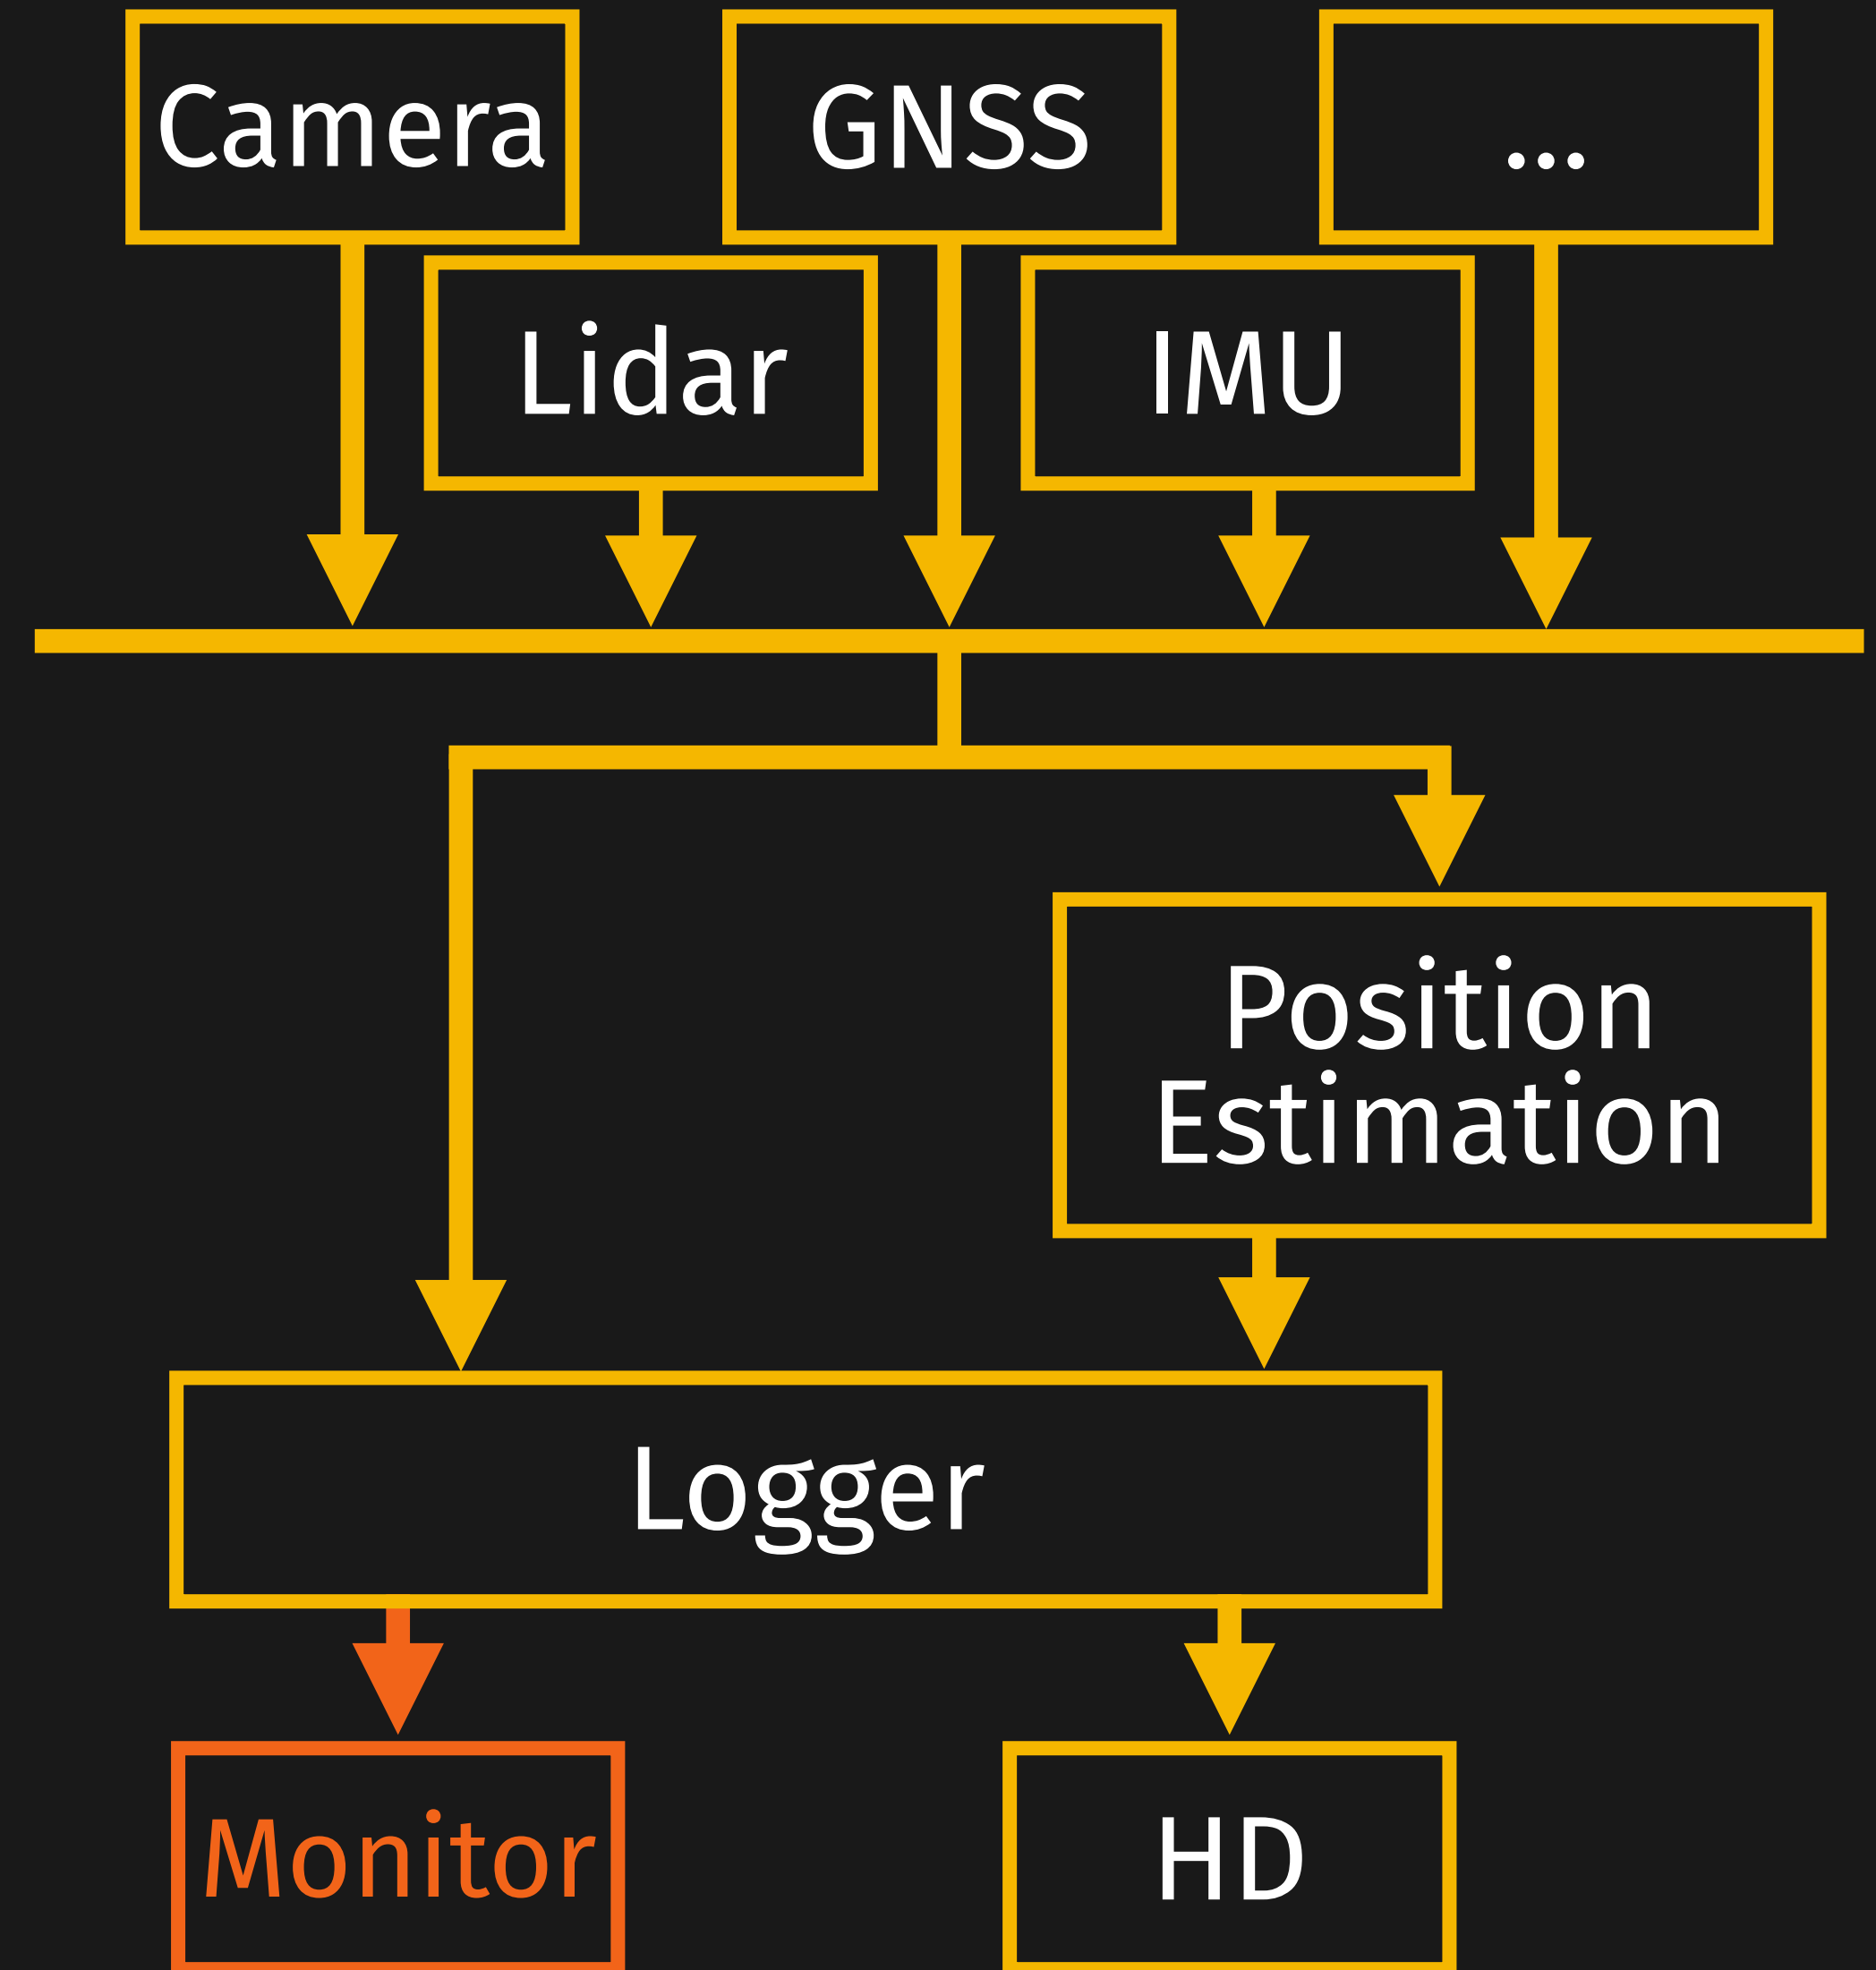 Camera
GNSS
...
Lidar
IMU
Position
Estimation
Logger
Monitor
HD